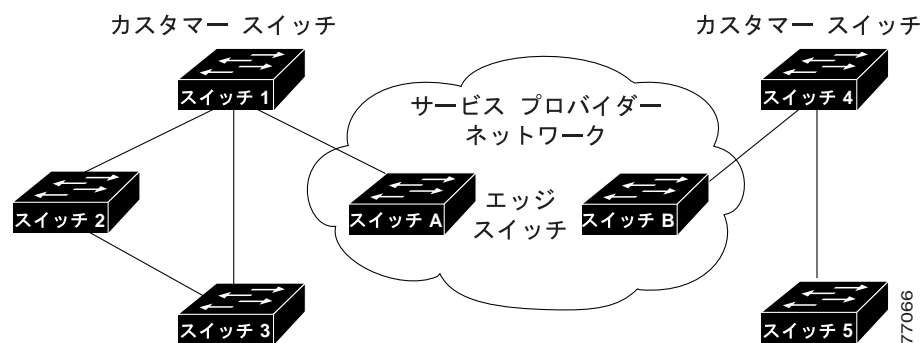 カスタマー スイッチ
カスタマー スイッチ
スイッチ 1
スイッチ 4
サービス プロバイダー
ネットワーク
スイッチ 2
スイッチ A
エッジ
スイッチ
スイッチ B
スイッチ 3
スイッチ 5
77066